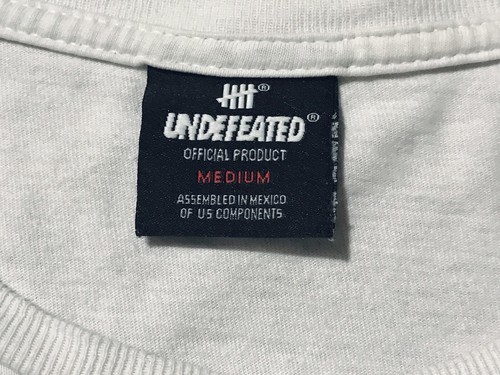 ®
UNDEFEATED®
OFFICIAL PRODUCT
MEDIUM
ASSEMBLED IN MEXICO
OF US COMPONENTS